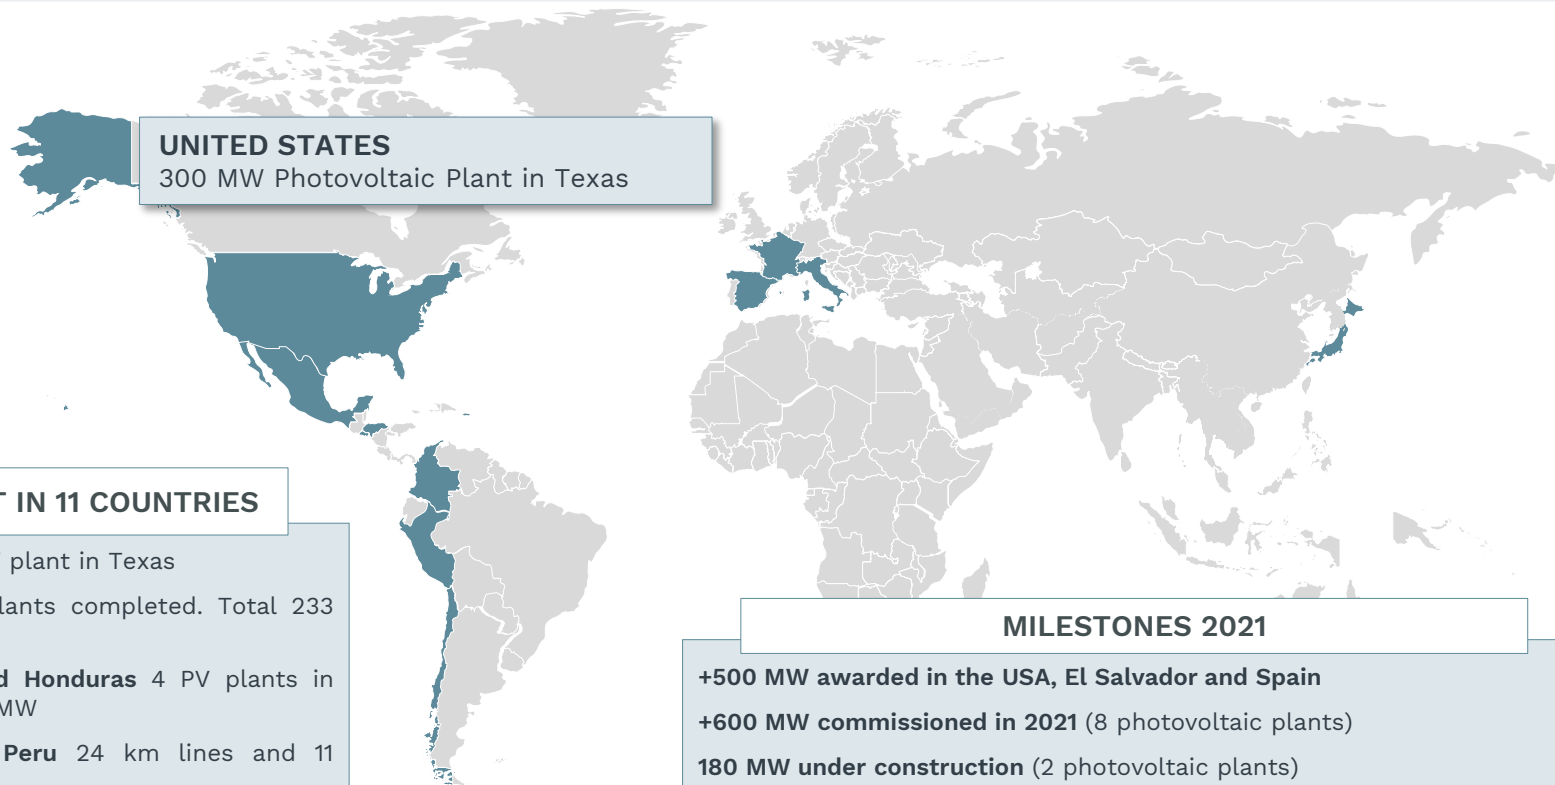 UNITED STATES
300 MW Photovoltaic Plant in Texas
IN 11 COUNTRIES
plant in Texas
completed. Total 233
Honduras 4 PV plants in
MW
Peru 24 km lines and 11
MILESTONES 2021
+500 MW awarded in the USA, El Salvador and Spain
+600 MW commissioned in 2021 (8 photovoltaic plants)
180 MW under construction (2 photovoltaic plants)